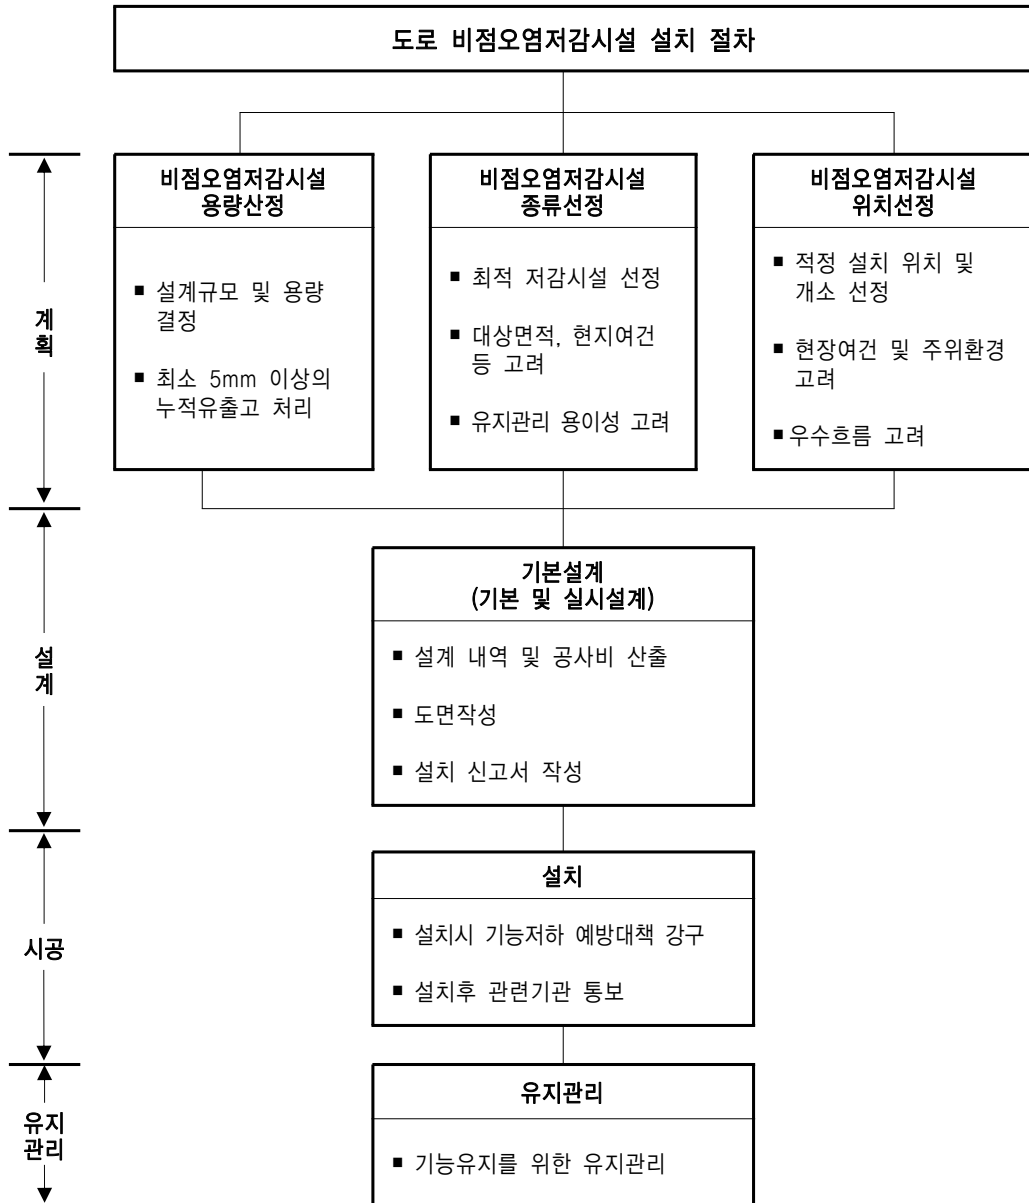 도로 비점오염저감시설 설치 절차
계
획
비점오염저감시설
용량산정
■ 설계규모 및 용량
결정
■ 최소 5mm 이상의
누적유출고 처리
비점오염저감시설
종류선정
■ 최적 저감시설 선정
■ 대상면적, 현지여건
등 고려
■ 유지관리 용이성 고려
비점오염저감시설
위치선정
■ 적정 설치 위치 및
개소 선정
■ 현장여건 및 주위환경
고려
■ 우수흐름 고려
설
계
기본설계
(기본 및 실시설계)
■ 설계 내역 및 공사비 산출
■ 도면작성
■ 설치 신고서 작성
시공
설치
■ 설치시 기능저하 예방대책 강구
■ 설치후 관련기관 통보
유지
관리
유지관리
■ 기능유지를 위한 유지관리